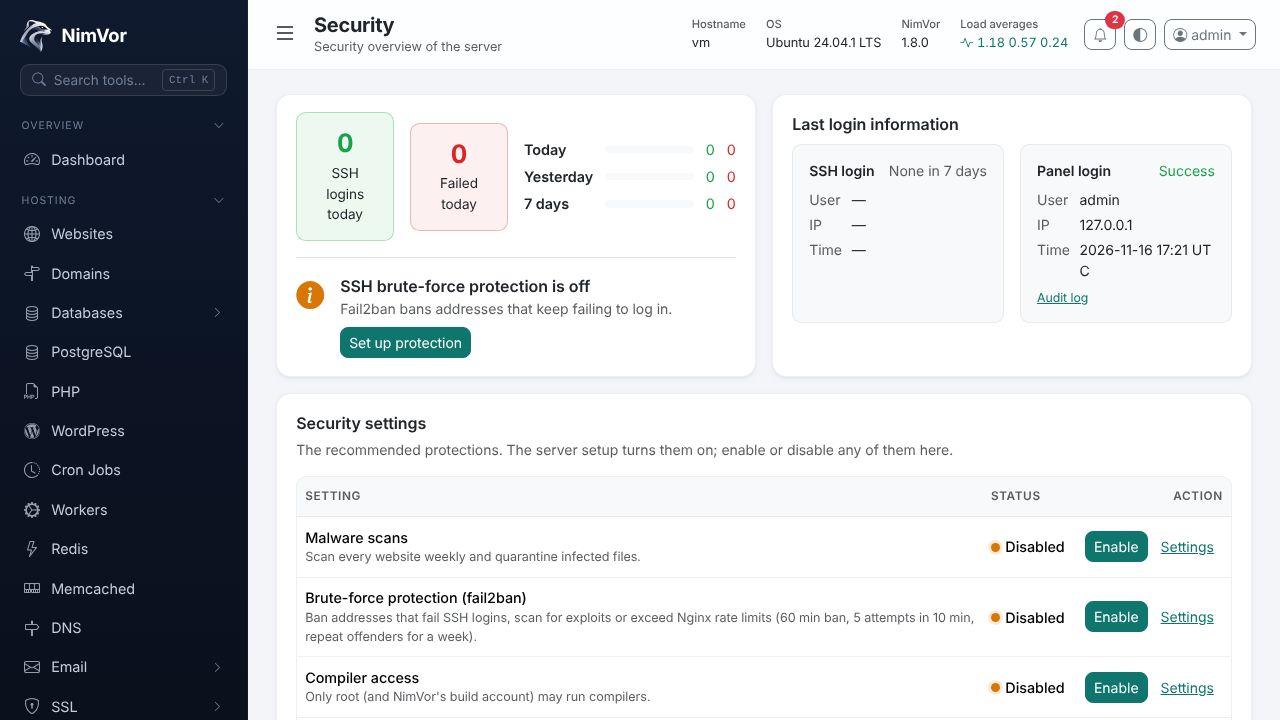 NimVor
Search tools...
Ctrl K
OVERVIEW
Dashboard
HOSTING
Websites
Domains
Databases
PostgreSQL
PHP
WordPress
Cron Jobs
Workers
Redis
Memcached
DNS
Email
SSL
Security
Security overview of the server
Hostname
vm
OS
Ubuntu 24.04.1 LTS
NimVor
1.8.0
Load averages
1.18 0.57 0.24
2
admin
0
SSH
logins
today
0
Failed
today
Today 0 0
Yesterday 0 0
7 days 0 0
SSH brute-force protection is off
Fail2ban bans addresses that keep failing to log in.
Set up protection
Last login information
SSH login None in 7 days
User —
IP —
Time —
Panel login Success
User admin
IP 127.0.0.1
Time 2026-11-16 17:21 UT
C
Audit log
Security settings
The recommended protections. The server setup turns them on; enable or disable any of them here.
SETTING STATUS ACTION
Malware scans
Scan every website weekly and quarantine infected files.
Disabled Enable Settings
Brute-force protection (fail2ban)
Ban addresses that fail SSH logins, scan for exploits or exceed Nginx rate limits (60 min ban, 5 attempts in 10 min,
repeat offenders for a week).
Disabled Enable Settings
Compiler access
Only root (and NimVor's build account) may run compilers.
Disabled Enable Settings